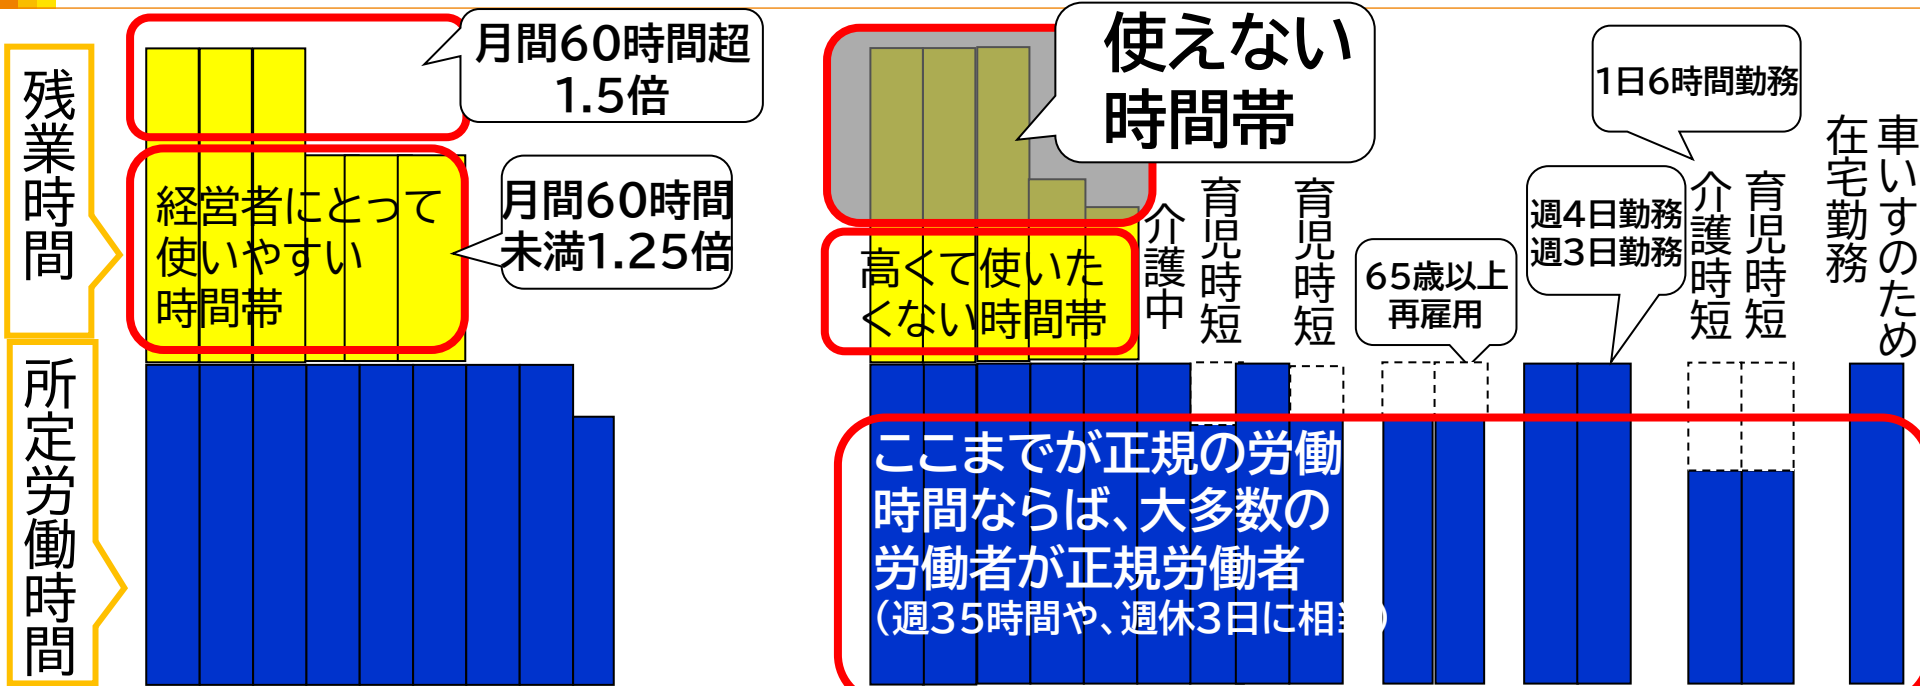 残業時間
所定労働時間
月間60時間超
1.5倍
経営者にとって
使いやすい
時間帯
月間60時間
未満1.25倍
使えない
時間帯
高くて使いた
くない時間帯
介護中
育児時短
育児時短
65歳以上
再雇用
週4日勤務
週3日勤務
1日6時間勤務
介護時短
育児時短
車いすのため
在宅勤務
ここまでが正規の労働
時間ならば、大多数の
労働者が正規労働者
（週35時間や、週休3日に相当）